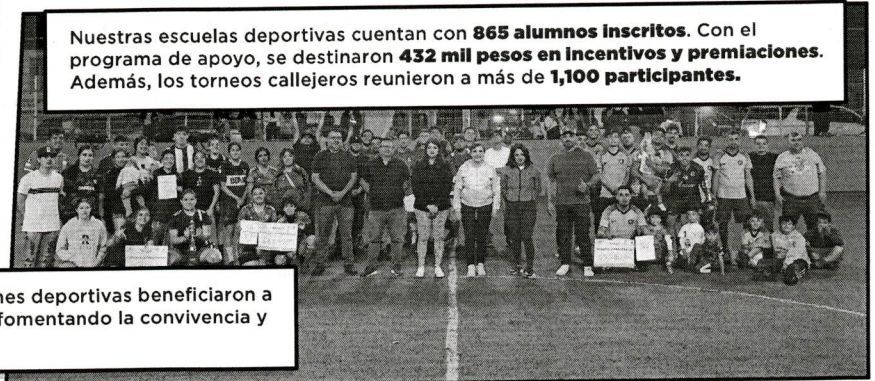 Nuestras escuelas deportivas cuentan con 865 alumnos inscritos. Con el
programa de apoyo, se destinaron 432 mil pesos en incentivos y premiaciones.
Además, los torneos callejeros reunieron a más de 1,100 participantes.
nes deportivas beneficiaron a
fomentando la convivencia y